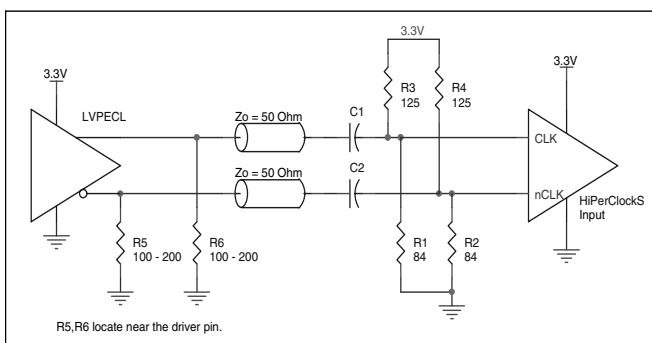 3.3V
3.3V
3.3V
LVPECL
R3
125
R4
125
Zo = 50 Ohm
C1
CLK
Zo = 50 Ohm
C2
nCLK
HiPerClockS
Input
R5
100 - 200
R6
100 - 200
R1
84
R2
84
R5,R6 locate near the driver pin.